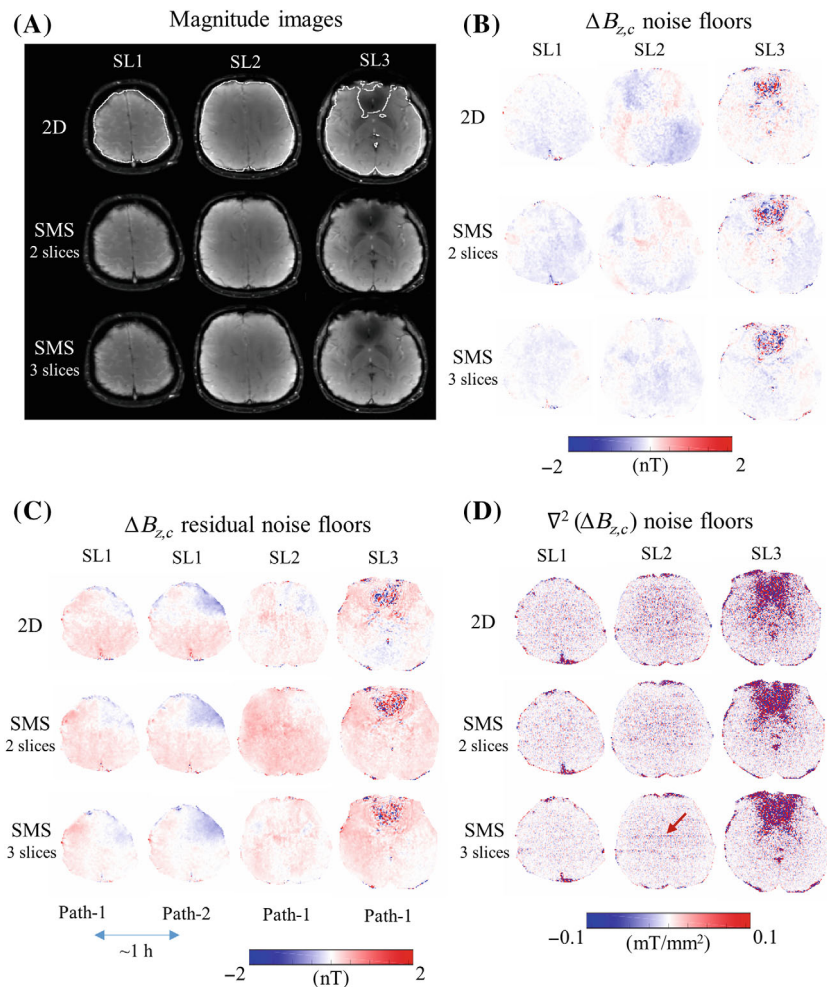 (A) Magnitude images
SL1 SL2 SL3
2D
SMS
2 slices
SMS
3 slices
(B) ΔB_{z,c} noise floors
SL1 SL2 SL3
2D
SMS
2 slices
SMS
3 slices
−2 (nT) 2
(C) ΔB_{z,c} residual noise floors
SL1 SL1 SL2 SL3
2D
SMS
2 slices
SMS
3 slices
Path-1 Path-2 Path-1 Path-1
~1 h
−2 (nT) 2
(D) ∇² (ΔB_{z,c}) noise floors
SL1 SL2 SL3
2D
SMS
2 slices
SMS
3 slices
−0.1 (mT/mm²) 0.1